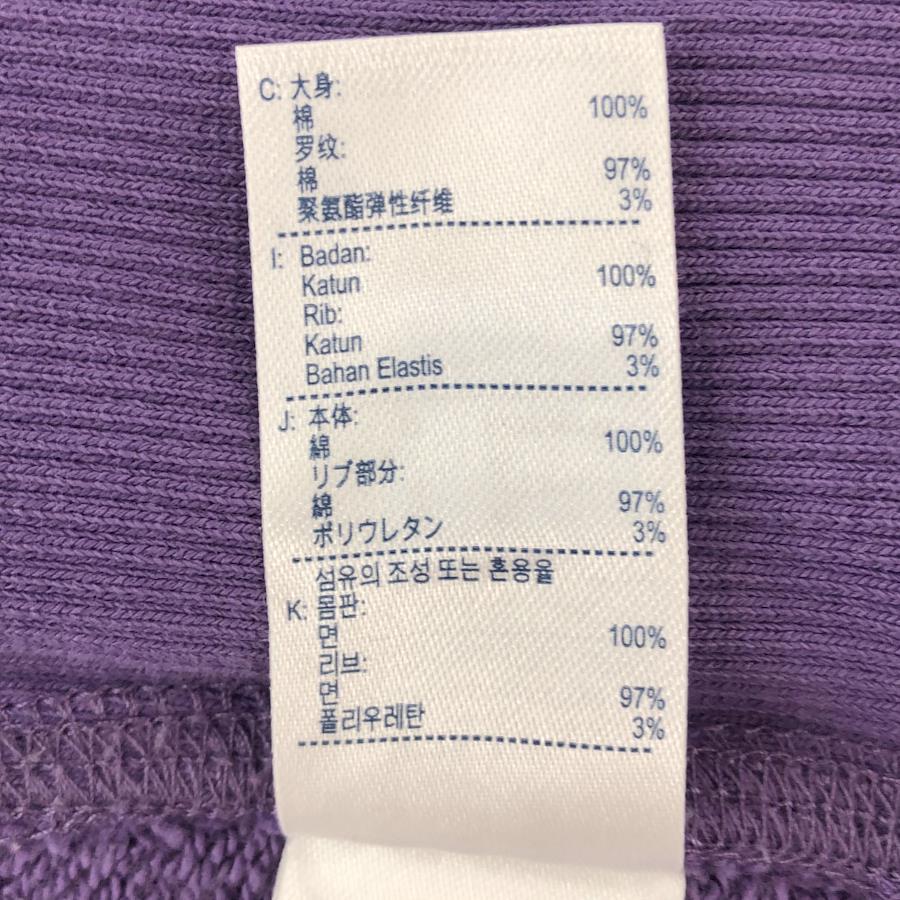 C: 大身:
棉 100%
罗纹:
棉 97%
聚氨酯弹性纤维 3%
I: Badan:
Katun 100%
Rib:
Katun 97%
Bahan Elastis 3%
J: 本体:
綿 100%
リブ部分:
綿 97%
ポリウレタン 3%
섬유의 조성 또는 혼용율
K: 몸판:
면 100%
리브:
면 97%
폴리우레탄 3%